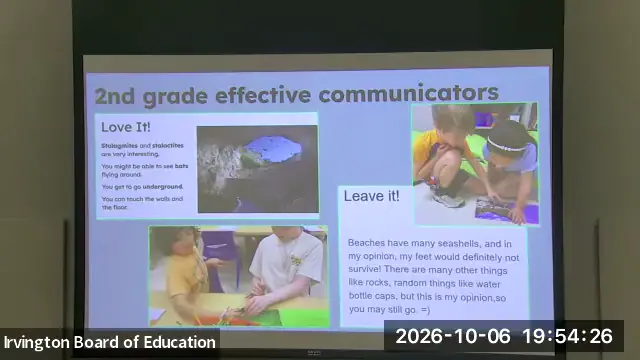 2nd grade effective communicators
Love It!
Stalagmites and stalactites
are very interesting.
You might be able to see bats
flying around.
You get to go underground.
You can touch the walls and
the floor.
Leave it!
Beaches have many seashells, and in
my opinion, my feet would definitely not
survive! There are many other things
like rocks, random things like water
bottle caps, but this is my opinion,so
you may still go. =)
Irvington Board of Education
2026-10-06 19:54:26